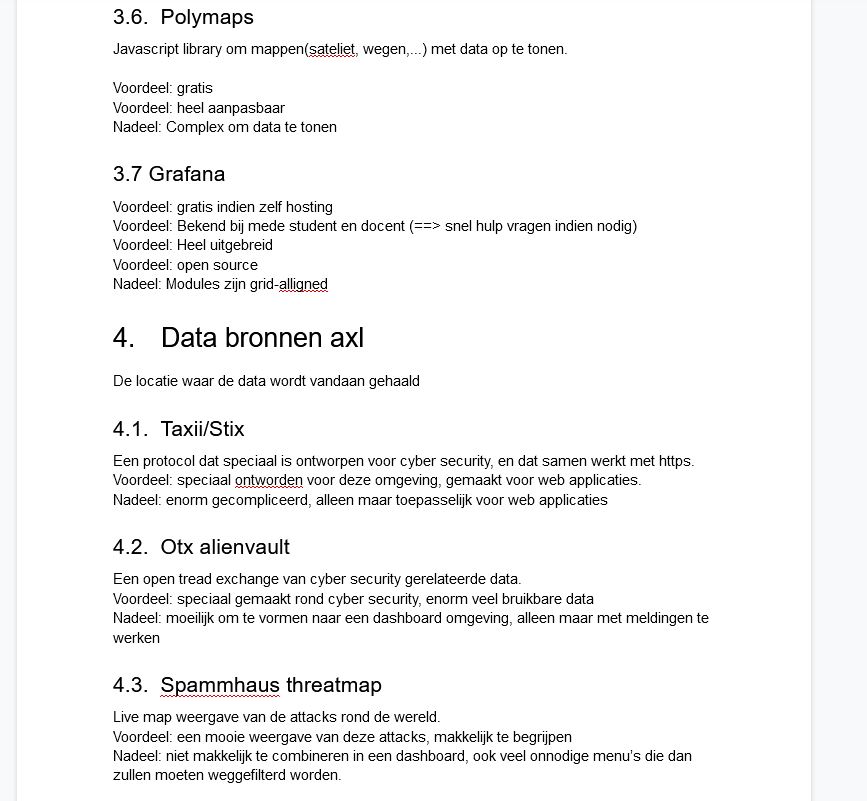 3.6. Polymaps
Javascript library om mappen(sateliet, wegen,...) met data op te tonen.
Voordeel: gratis
Voordeel: heel aanpasbaar
Nadeel: Complex om data te tonen
3.7 Grafana
Voordeel: gratis indien zelf hosting
Voordeel: Bekend bij mede student en docent (==> snel hulp vragen indien nodig)
Voordeel: Heel uitgebreid
Voordeel: open source
Nadeel: Modules zijn grid-alligned
4. Data bronnen axl
De locatie waar de data wordt vandaan gehaald
4.1. Taxii/Stix
Een protocol dat speciaal is ontworpen voor cyber security, en dat samen werkt met https.
Voordeel: speciaal ontworden voor deze omgeving, gemaakt voor web applicaties.
Nadeel: enorm gecompliceerd, alleen maar toepasselijk voor web applicaties
4.2. Otx alienvault
Een open tread exchange van cyber security gerelateerde data.
Voordeel: speciaal gemaakt rond cyber security, enorm veel bruikbare data
Nadeel: moeilijk om te vormen naar een dashboard omgeving, alleen maar met meldingen te
werken
4.3. Spammhaus threatmap
Live map weergave van de attacks rond de wereld.
Voordeel: een mooie weergave van deze attacks, makkelijk te begrijpen
Nadeel: niet makkelijk te combineren in een dashboard, ook veel onnodige menu's die dan
zullen moeten weggefilterd worden.